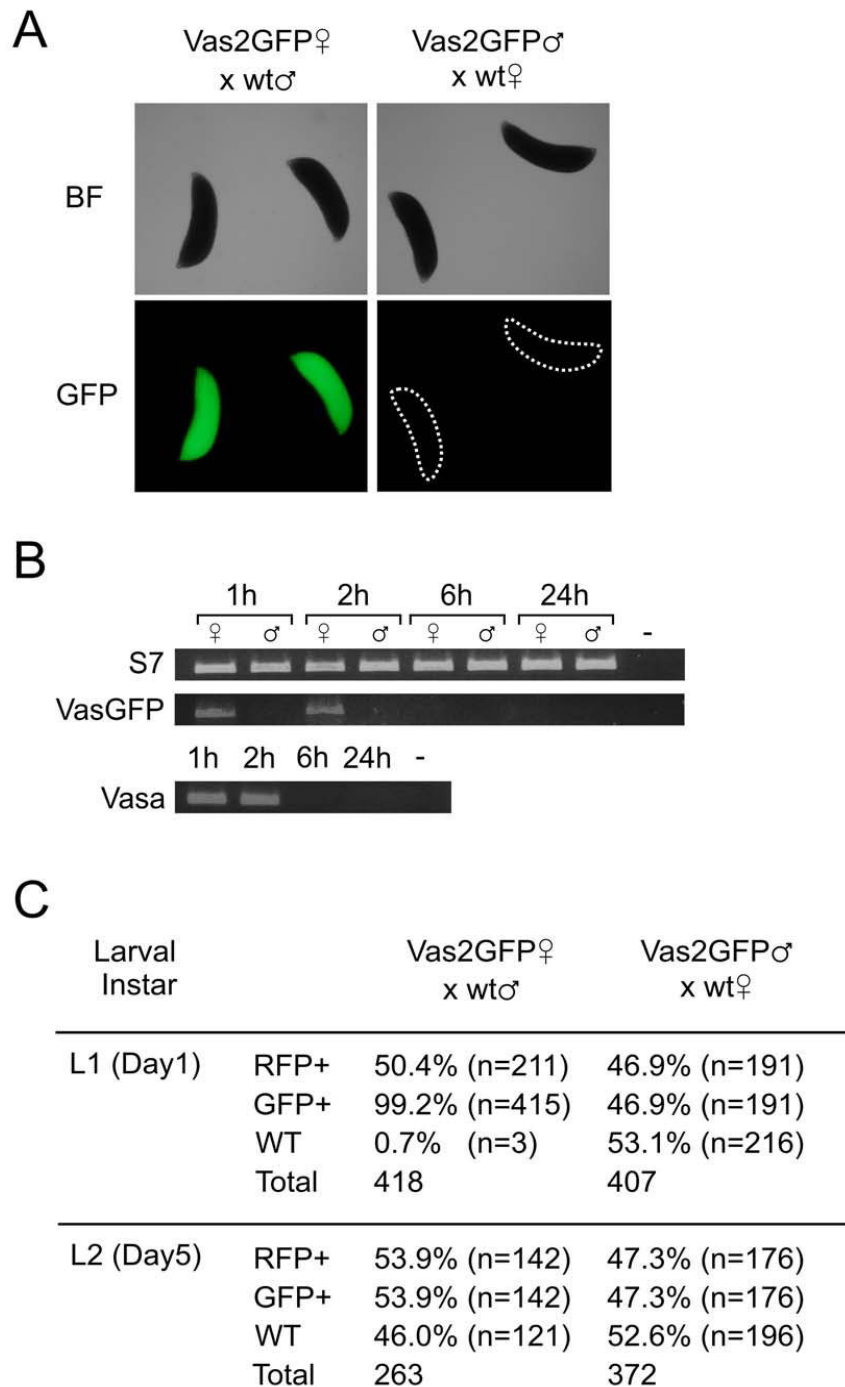 A
Vas2GFP♀ x wt♂
Vas2GFP♂ x wt♀
BF
GFP
B
1h 2h 6h 24h
♀ ♂ ♀ ♂ ♀ ♂ ♀ ♂ -
S7
VasGFP
1h 2h 6h 24h -
Vasa
C
Larval Instar
Vas2GFP♀ x wt♂
Vas2GFP♂ x wt♀
L1 (Day1) RFP+ 50.4% (n=211) 46.9% (n=191)
GFP+ 99.2% (n=415) 46.9% (n=191)
WT 0.7% (n=3) 53.1% (n=216)
Total 418 407
L2 (Day5) RFP+ 53.9% (n=142) 47.3% (n=176)
GFP+ 53.9% (n=142) 47.3% (n=176)
WT 46.0% (n=121) 52.6% (n=196)
Total 263 372